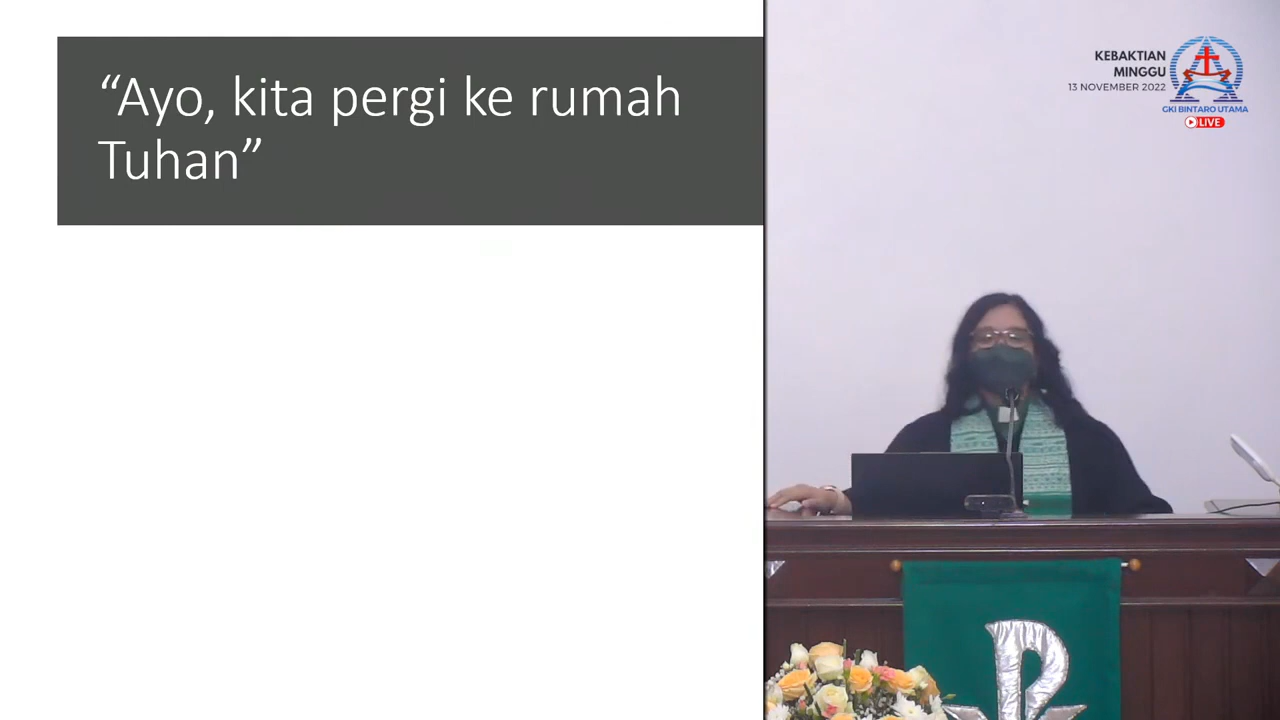 “Ayo, kita pergi ke rumah
Tuhan”
KEBAKTIAN
MINGGU
13 NOVEMBER 2022
GKI BINTARO UTAMA
LIVE